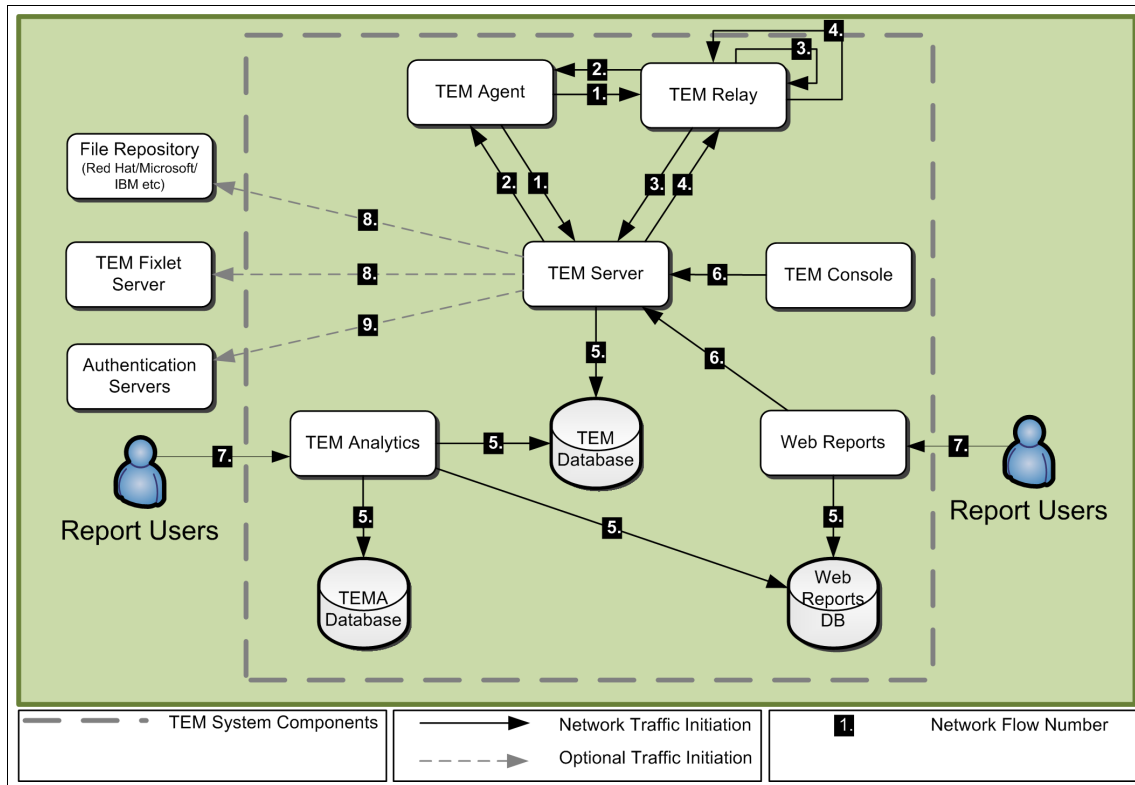 4.
3.
2.
TEM Agent
1.
TEM Relay
File Repository
(Red Hat/Microsoft/
IBM etc)
2.
1.
3.
4.
8.
TEM Fixlet
Server
8.
TEM Server
6.
TEM Console
9.
Authentication
Servers
5.
6.
TEM Analytics
5.
TEM
Database
Web Reports
7.
7.
Report Users
Report Users
5.
5.
5.
TEMA
Database
Web
Reports
DB
TEM System Components
Network Traffic Initiation
Optional Traffic Initiation
1.
Network Flow Number